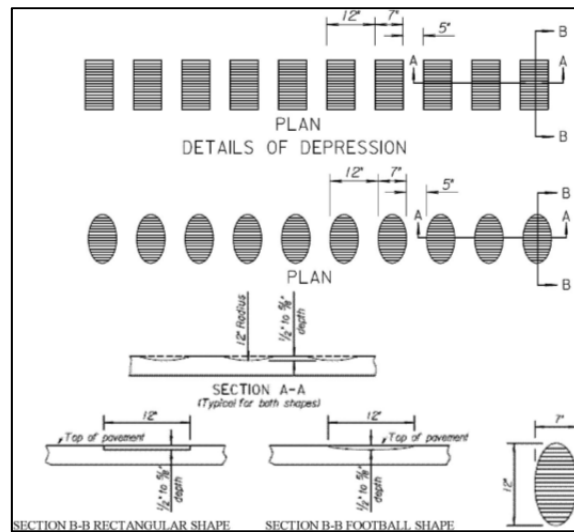 12" 7" 5" B
A A
B
PLAN
DETAILS OF DEPRESSION
12" 7" 5" B
A A
B
PLAN
12" Radius
1/2" to 5/8" depth
SECTION A-A
(Typical for both shapes)
12" 12" 7"
Top of pavement Top of pavement
12"
1/2" to 5/8" depth 1/2" to 5/8" depth
SECTION B-B RECTANGULAR SHAPE SECTION B-B FOOTBALL SHAPE